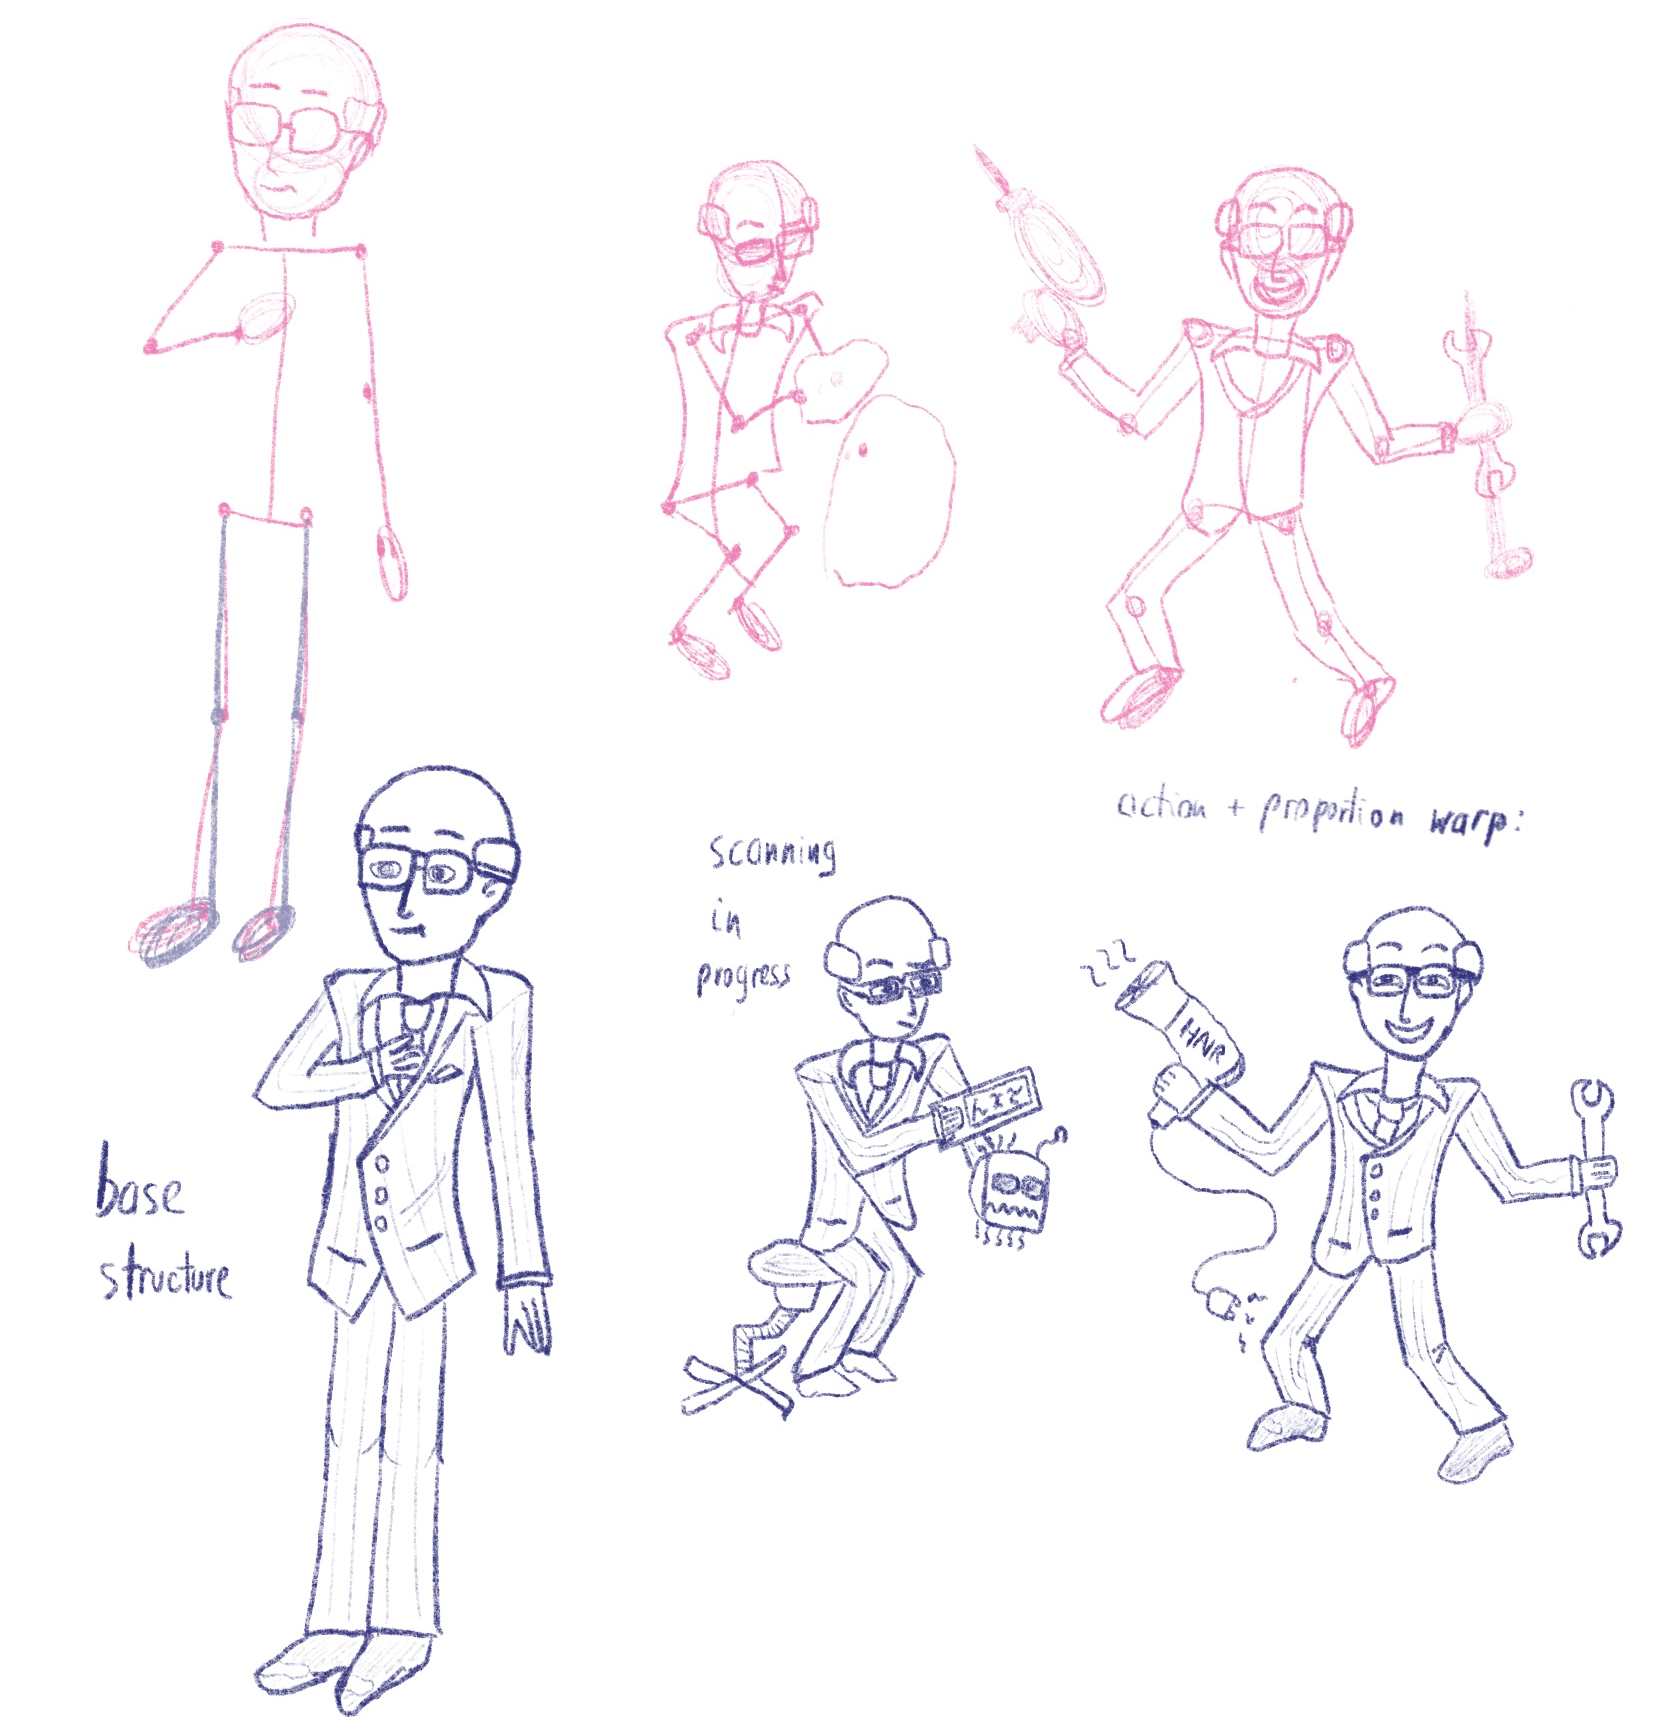 action + proportion warp:
scanning
in
progress
HNR
base
structure